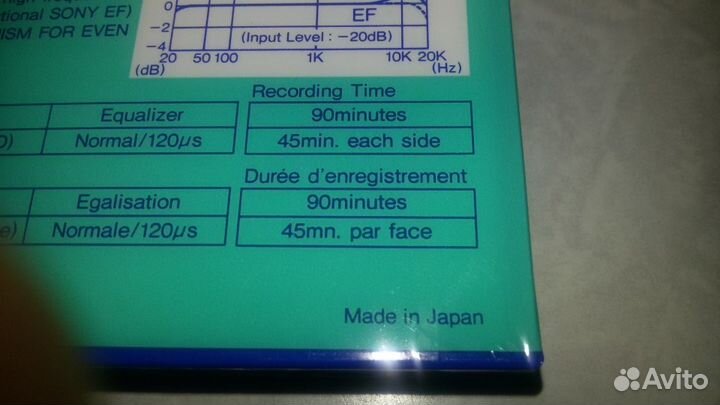 tional SONY EF)
ISM FOR EVEN
0
-2
-4
(dB)
EF
(Input Level : -20dB)
20 50 100 1K 10K 20K
(Hz)
Recording Time
Equalizer 90minutes
Normal/120µs 45min. each side
Durée d'enregistrement
Egalisation 90minutes
e) Normale/120µs 45mn. par face
Made in Japan
Avito